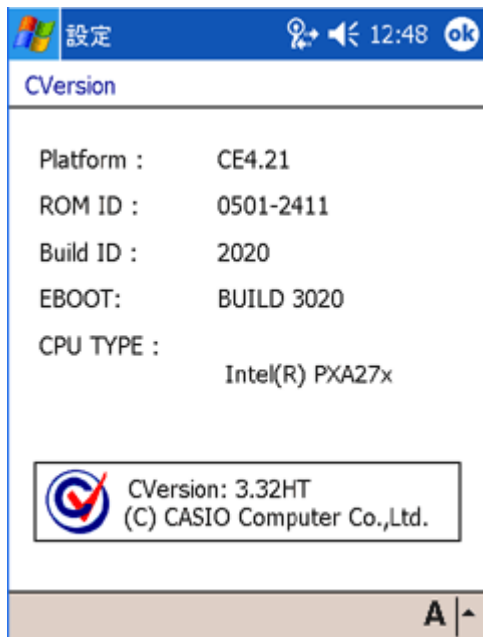 設定 12:48 ok
CVersion
Platform : CE4.21
ROM ID : 0501-2411
Build ID : 2020
EBOOT: BUILD 3020
CPU TYPE :
Intel(R) PXA27x
CVersion: 3.32HT
(C) CASIO Computer Co.,Ltd.
A